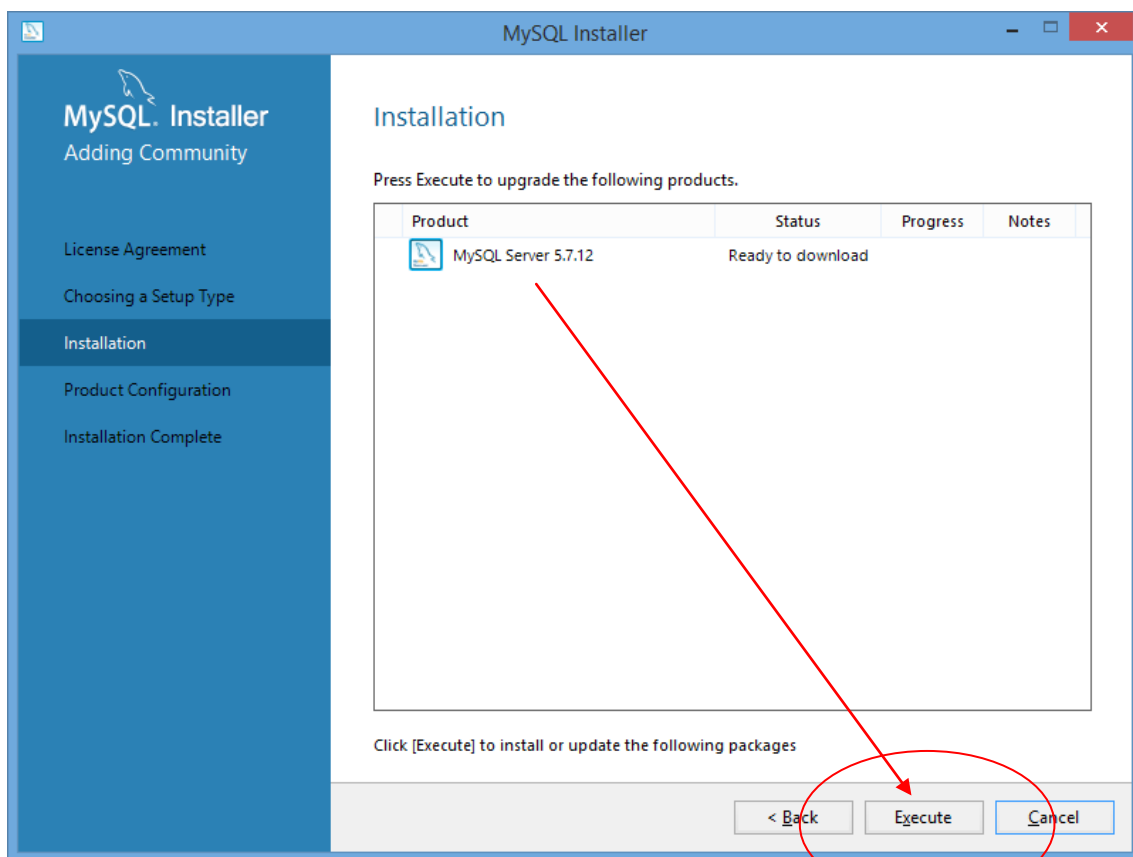 MySQL Installer
MySQL. Installer
Adding Community
License Agreement
Choosing a Setup Type
Installation
Product Configuration
Installation Complete
Installation
Press Execute to upgrade the following products.
Product Status Progress Notes
MySQL Server 5.7.12 Ready to download
Click [Execute] to install or update the following packages
< Back Execute Cancel